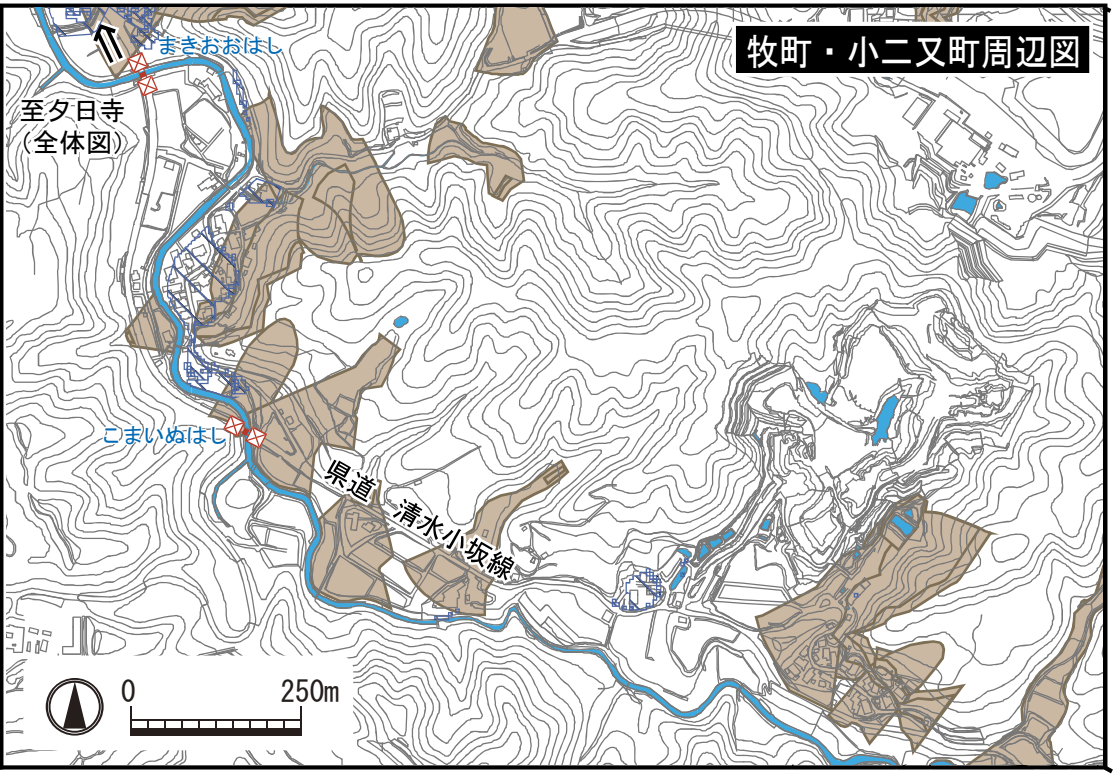 牧町・小二又町周辺図
まきおおはし
至夕日寺
（全体図）
こまいぬはし
県道　清水小坂線
0 250m